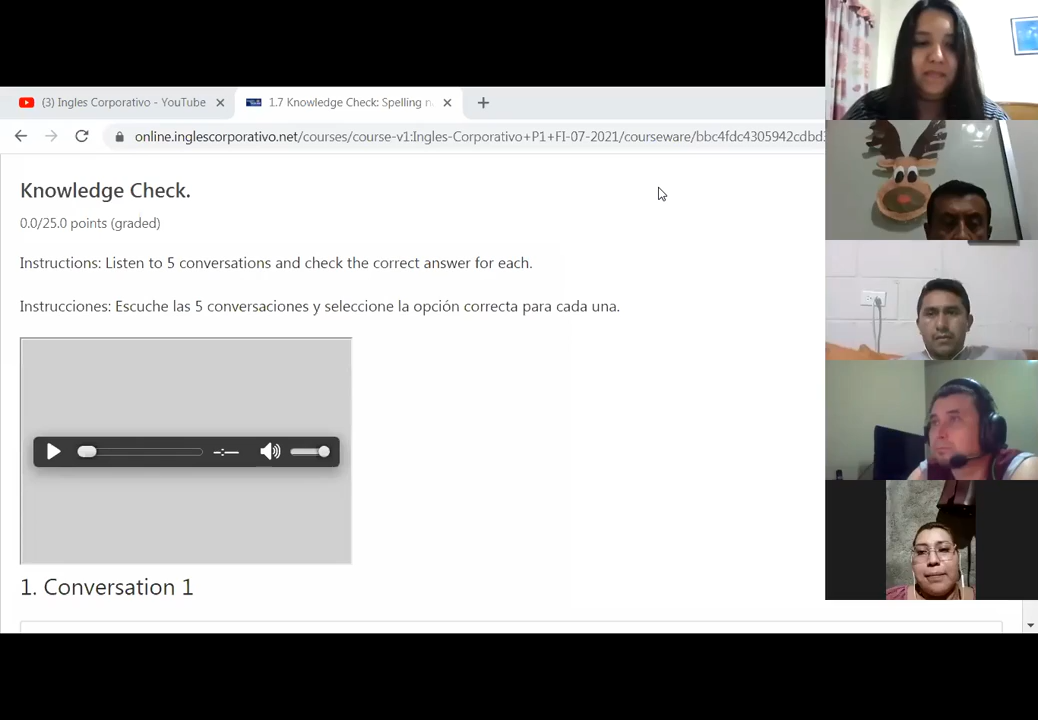 (3) Ingles Corporativo - YouTube
1.7 Knowledge Check: Spelling n
online.inglescorporativo.net/courses/course-v1:Ingles-Corporativo+P1+FI-07-2021/courseware/bbc4fdc4305942cdbd
Knowledge Check.
0.0/25.0 points (graded)
Instructions: Listen to 5 conversations and check the correct answer for each.
Instrucciones: Escuche las 5 conversaciones y seleccione la opción correcta para cada una.
-:--
1. Conversation 1